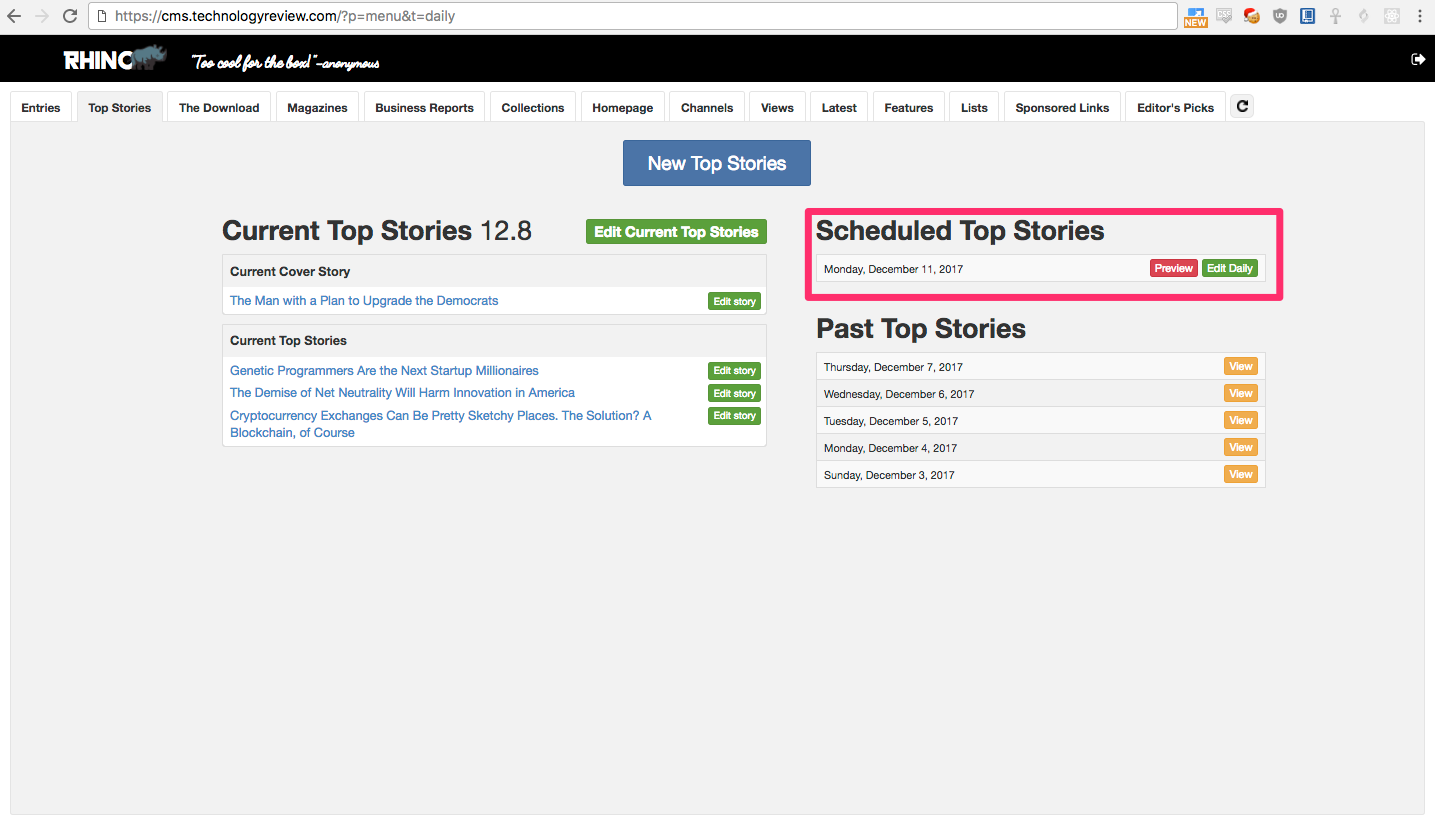 https://cms.technologyreview.com/?p=menu&t=daily
NEW
CSS
RHINO
"Too cool for the box!" -anonymous
Entries
Top Stories
The Download
Magazines
Business Reports
Collections
Homepage
Channels
Views
Latest
Features
Lists
Sponsored Links
Editor's Picks
New Top Stories
Current Top Stories 12.8
Edit Current Top Stories
Current Cover Story
The Man with a Plan to Upgrade the Democrats
Edit story
Current Top Stories
Genetic Programmers Are the Next Startup Millionaires
Edit story
The Demise of Net Neutrality Will Harm Innovation in America
Edit story
Cryptocurrency Exchanges Can Be Pretty Sketchy Places. The Solution? A
Edit story
Blockchain, of Course
Scheduled Top Stories
Monday, December 11, 2017
Preview
Edit Daily
Past Top Stories
Thursday, December 7, 2017
View
Wednesday, December 6, 2017
View
Tuesday, December 5, 2017
View
Monday, December 4, 2017
View
Sunday, December 3, 2017
View